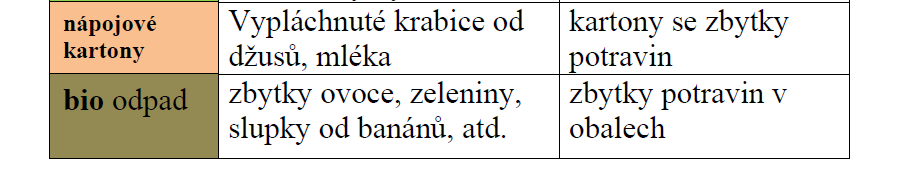 nápojové
kartony
Vypláchnuté krabice od
džusů, mléka
kartony se zbytky
potravin
bio odpad
zbytky ovoce, zeleniny,
slupky od banánů, atd.
zbytky potravin v
obalech